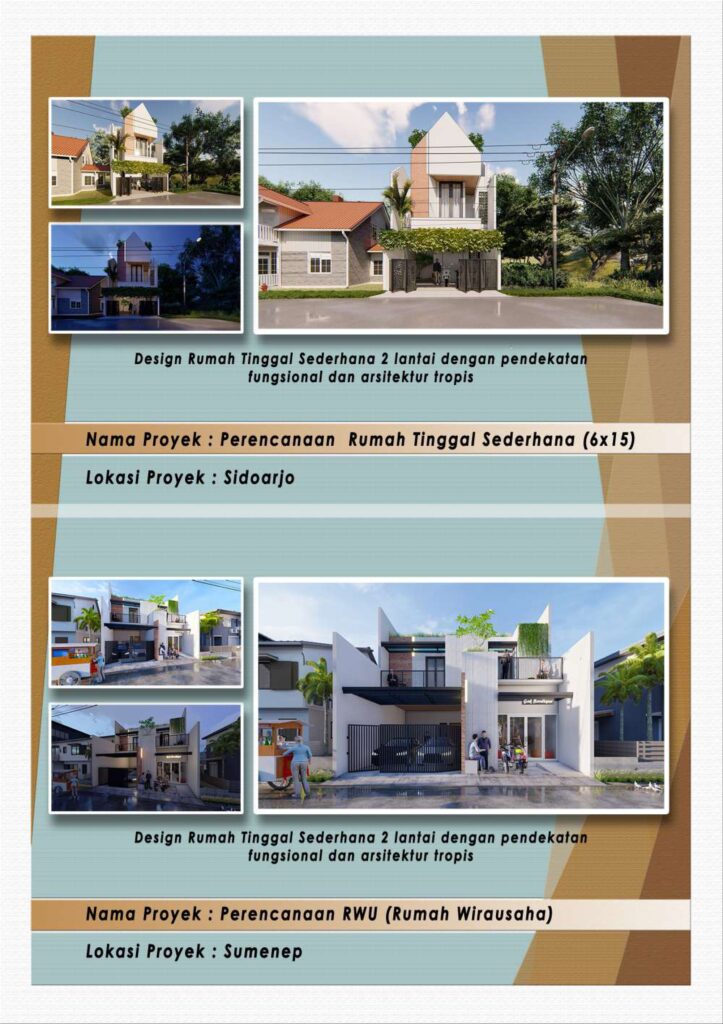 Design Rumah Tinggal Sederhana 2 lantai dengan pendekatan
fungsional dan arsitektur tropis
Nama Proyek : Perencanaan Rumah Tinggal Sederhana (6x15)
Lokasi Proyek : Sidoarjo
Design Rumah Tinggal Sederhana 2 lantai dengan pendekatan
fungsional dan arsitektur tropis
Nama Proyek : Perencanaan RWU (Rumah Wirausaha)
Lokasi Proyek : Sumenep